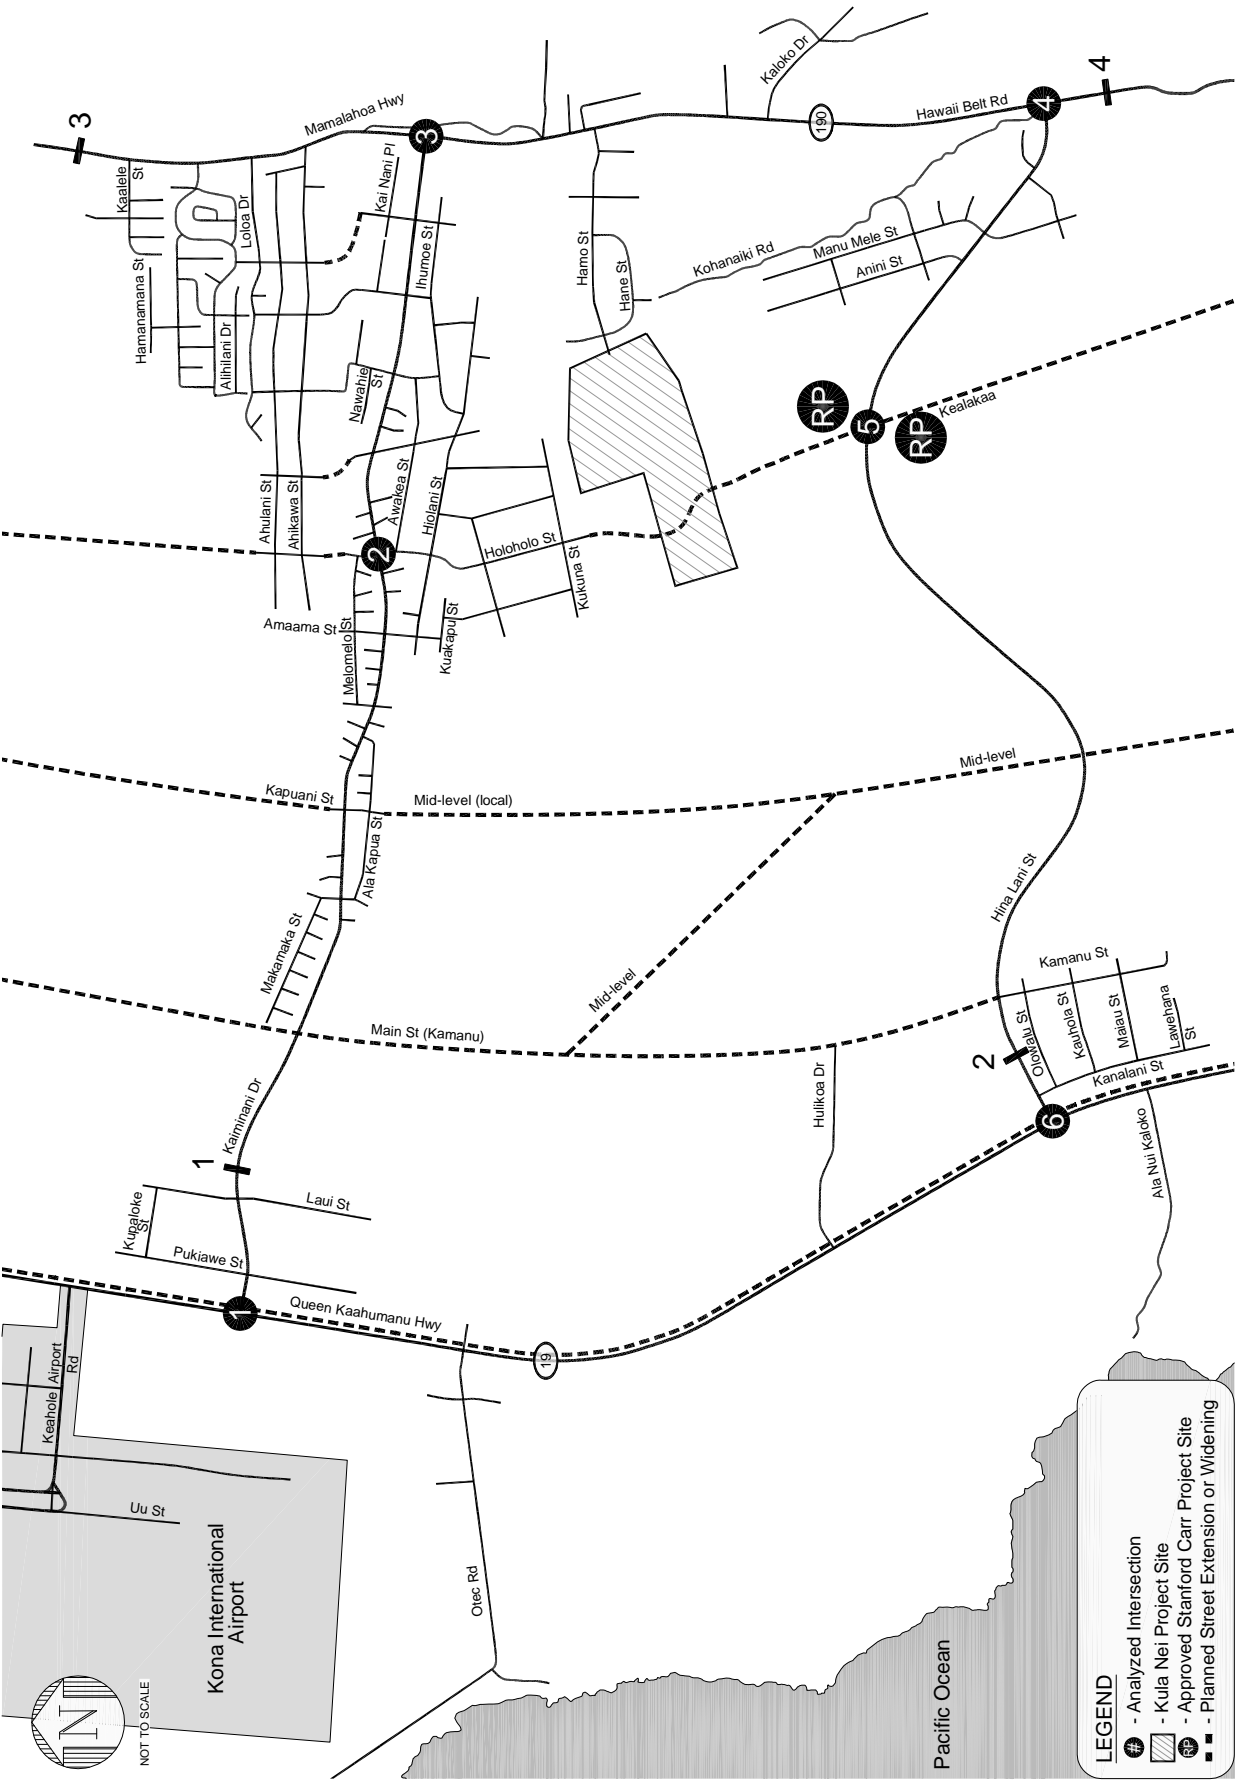 3
Mamalahoa Hwy
3
Kaalele
St
Kai Nani Pl
Loloa Dr
Ihumoe St
Hamanamana St
Alihilani Dr
Nawahie
St
Hamo St
Hane St
Kohanaiki Rd
Manu Mele St
Anini St
Kaloko Dr
190
Hawaii Belt Rd
4
4
RP
5
RP
Kealakaa
Ahulani St
Ahikawa St
2
Awakea St
Hiolani St
Holoholo St
Kukuna St
Kuakapu St
Amaama St
Melomelo St
Kapuani St
Mid-level (local)
Mid-level
Ala Kapua St
Makamaka St
Mid-level
Main St (Kamanu)
Hina Lani St
Kamanu St
Olowalu St
Kauhola St
Maiau St
Lawehana
St
Kanalani St
2
6
Ala Nui Kaloko
Hulikoa Dr
Kaiminani Dr
1
Kupaloke
St
Laui St
Pukiawe St
1
Queen Kaahumanu Hwy
19
Keahole Airport
Rd
Uu St
Kona International
Airport
Otec Rd
Pacific Ocean
N
NOT TO SCALE
LEGEND
# - Analyzed Intersection
- Kula Nei Project Site
RP - Approved Stanford Carr Project Site
- Planned Street Extension or Widening